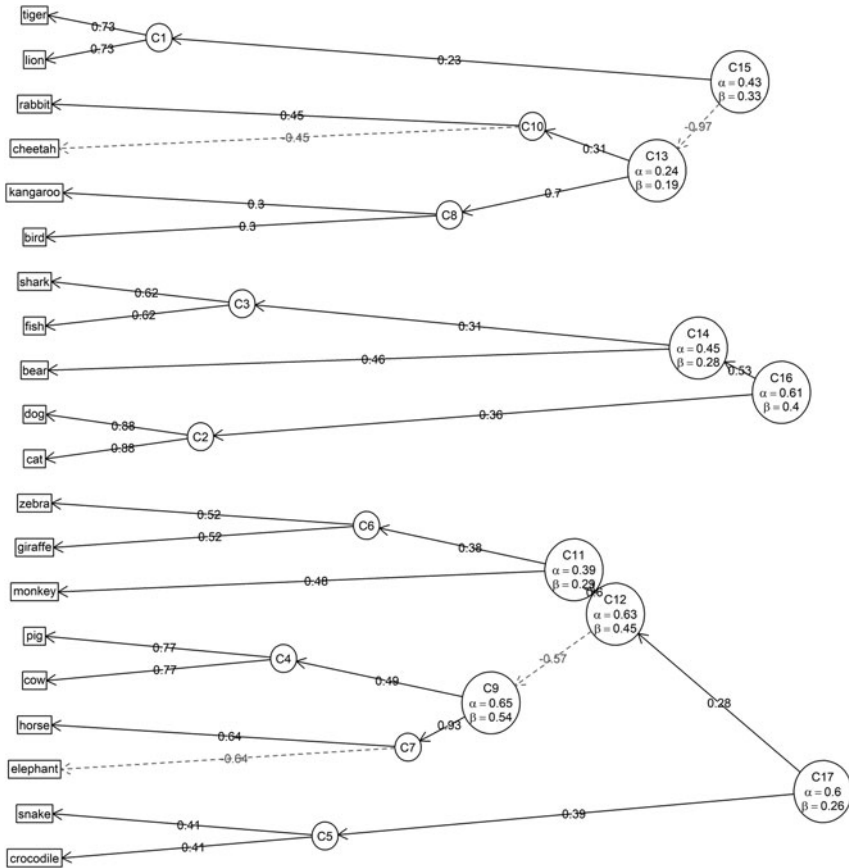 tiger
0.73
C1
0.73
lion
0.23
C15
α = 0.43
β = 0.33
rabbit
0.45
C10
-0.45
cheetah
-0.97
0.31
C13
α = 0.24
β = 0.19
kangaroo
0.3
0.7
C8
0.3
bird
shark
0.62
C3
0.62
fish
0.31
C14
α = 0.45
β = 0.28
bear
0.46
0.53
C16
α = 0.61
β = 0.4
dog
0.88
C2
0.88
cat
0.36
zebra
0.52
C6
0.52
giraffe
0.38
C11
α = 0.39
β = 0.29
monkey
0.48
0.6
C12
α = 0.63
β = 0.45
pig
0.77
C4
0.77
cow
0.49
-0.57
C9
α = 0.65
β = 0.54
horse
0.64
0.93
C7
-0.64
elephant
0.28
C17
α = 0.6
β = 0.26
snake
0.41
C5
0.41
crocodile
0.39